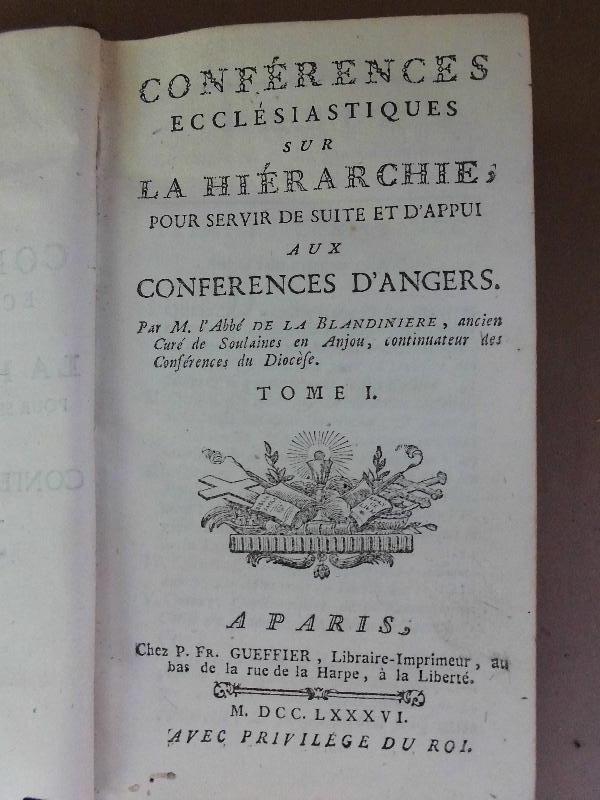 CONFÉRENCES
ECCLÉSIASTIQUES
SUR
LA HIÉRARCHIE;
POUR SERVIR DE SUITE ET D'APPUI
AUX
CONFERENCES D'ANGERS.
Par M. l'Abbé DE LA BLANDINIERE, ancien
Curé de Soulaines en Anjou, continuateur des
Conférences du Diocèse.
TOME I.
A PARIS,
Chez P. FR. GUEFFIER, Libraire-Imprimeur, au
bas de la rue de la Harpe, à la Liberté.
M. DCC. LXXXVI.
AVEC PRIVILÉGE DU ROI.